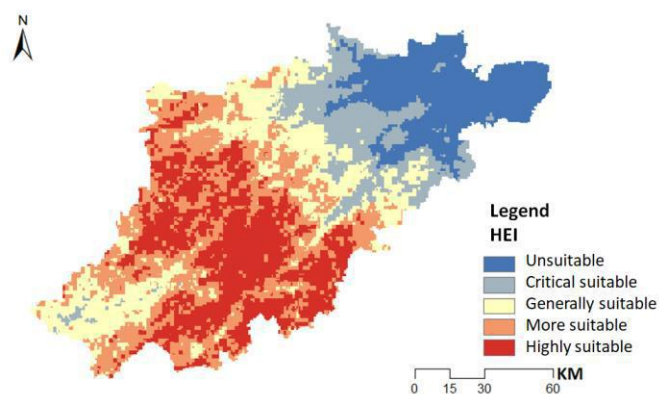 N
Legend
HEI
Unsuitable
Critical suitable
Generally suitable
More suitable
Highly suitable
KM
0 15 30 60